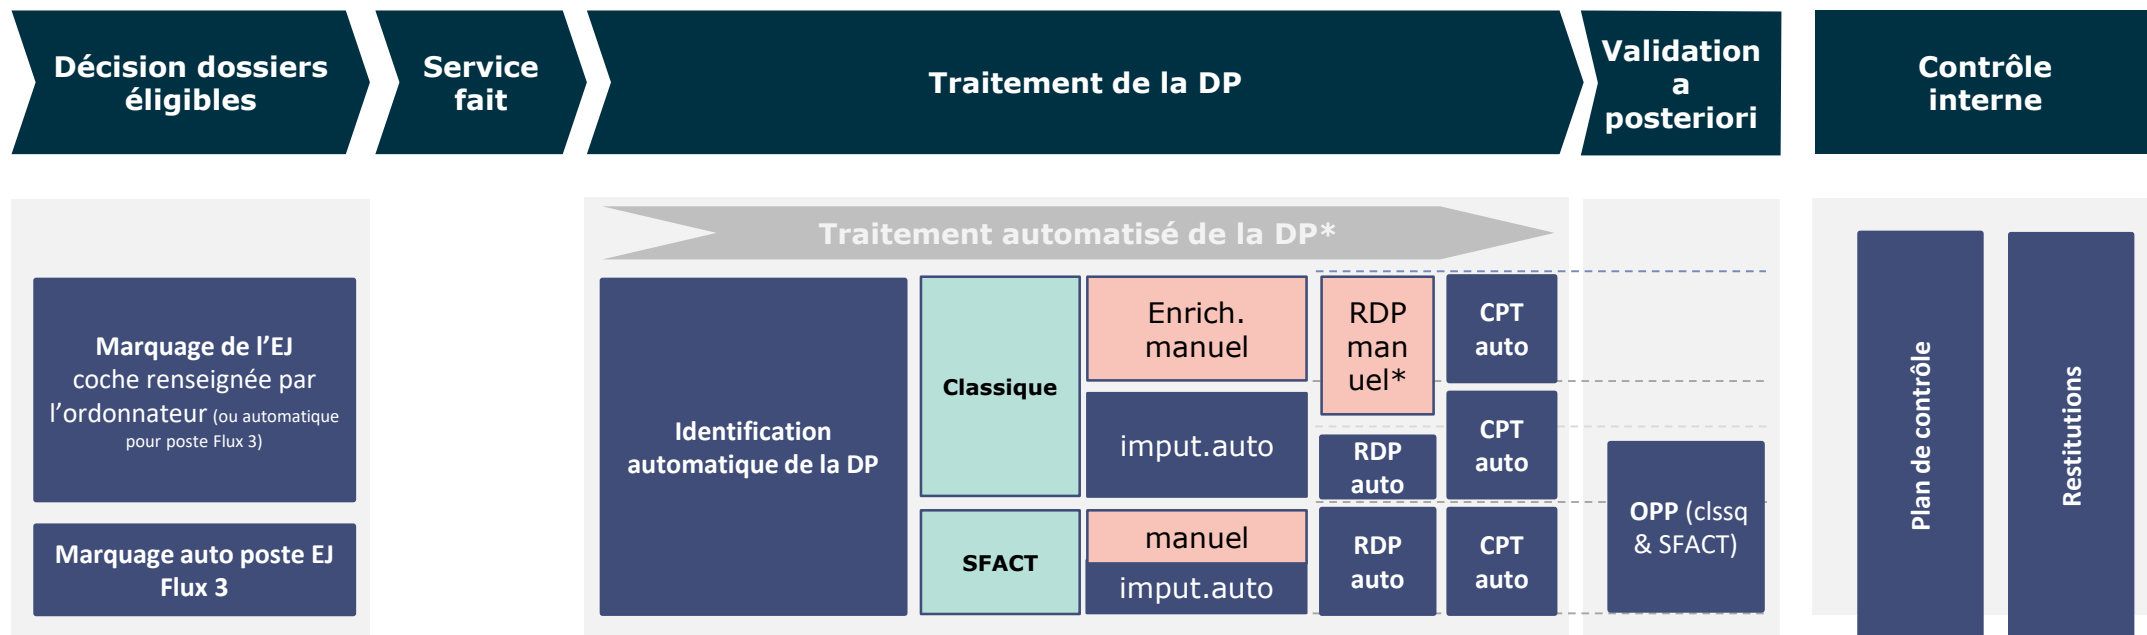 Décision dossiers
éligibles
Service
fait
Traitement de la DP
Validation
a
posteriori
Contrôle
interne
Traitement automatisé de la DP*
Marquage de l'EJ
coche renseignée par
l'ordonnateur (ou automatique
pour poste Flux 3)
Marquage auto poste EJ
Flux 3
Identification
automatique de la DP
Classique
SFACT
Enrich.
manuel
imput.auto
manuel
imput.auto
RDP
man
uel*
RDP
auto
RDP
auto
CPT
auto
CPT
auto
CPT
auto
OPP (clssq
& SFACT)
Plan de contrôle
Restitutions